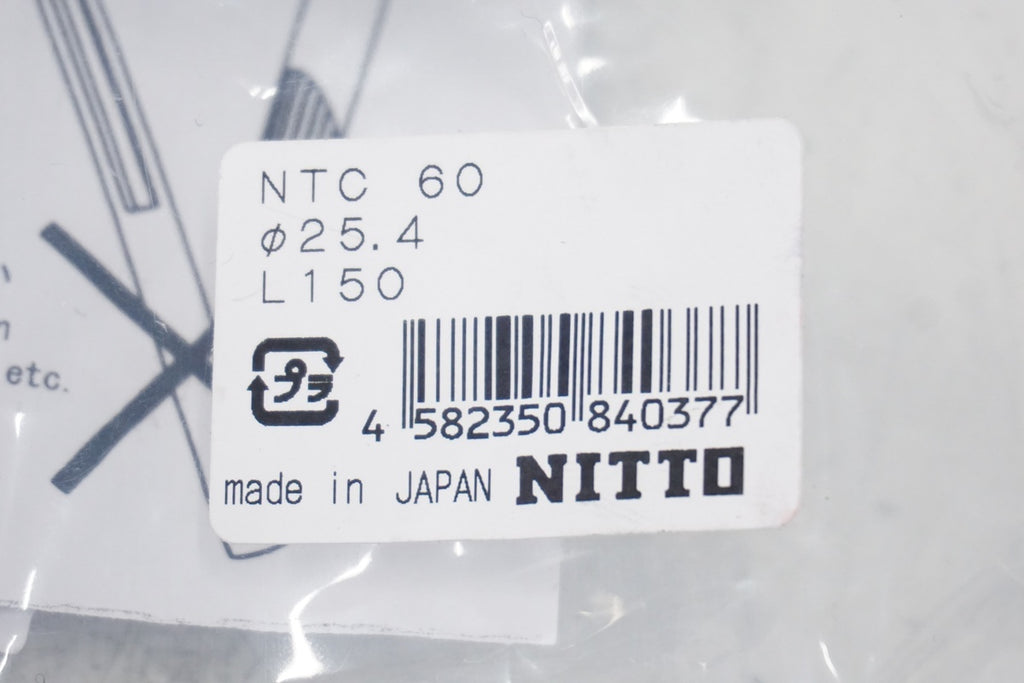 NTC 60
φ25.4
L150
プラ
4 582350 840377
made in JAPAN NITTO
etc.